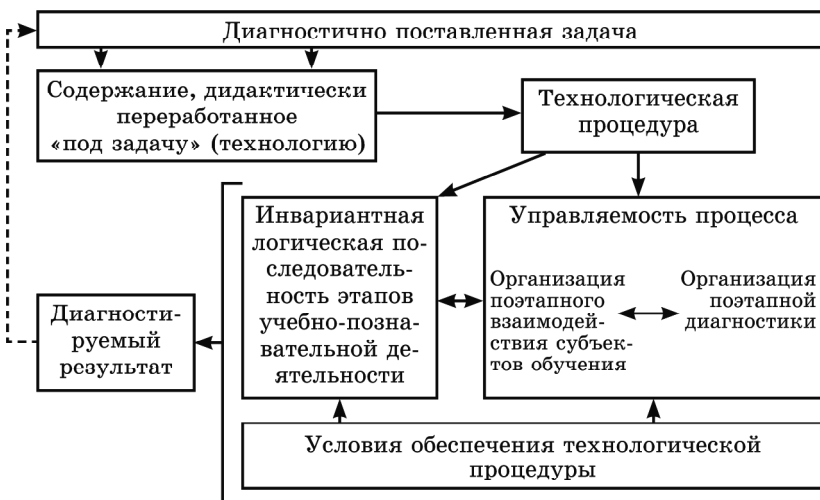 Диагностично поставленная задача
Содержание, дидактически
переработанное
«под задачу» (технологию)
Технологическая
процедура
Инвариантная
логическая по-
следователь-
ность этапов
учебно-позна-
вательной де-
ятельности
Управляемость процесса
Организация
поэтапного
взаимодей-
ствия субъек-
тов обучения
Организация
поэтапной
диагностики
Диагности-
руемый
результат
Условия обеспечения технологической
процедуры